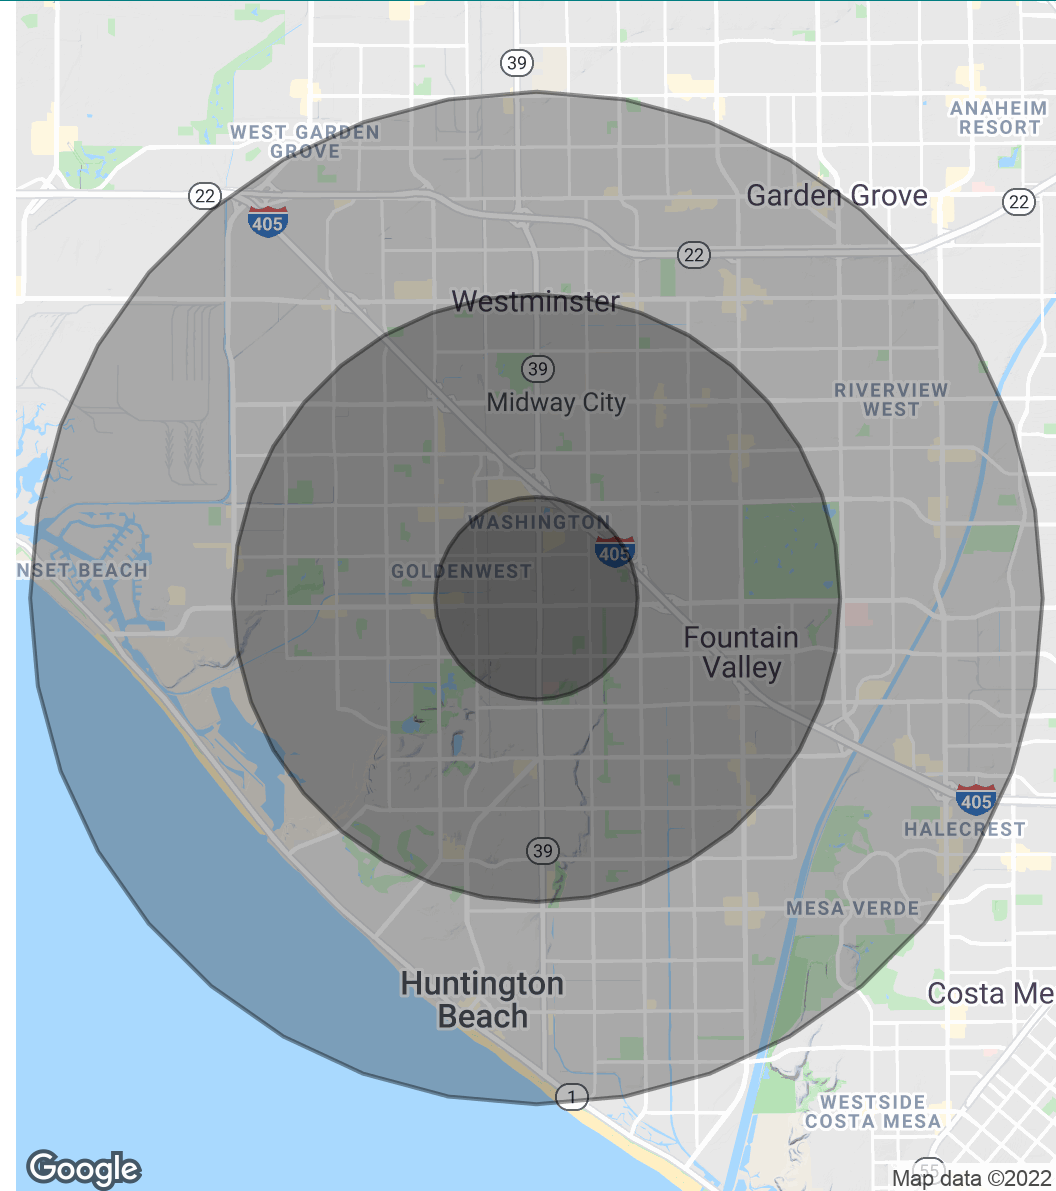 39
ANAHEIM
RESORT
WEST GARDEN
GROVE
22
Garden Grove
22
405
22
Westminster
39
Midway City
RIVERVIEW
WEST
WASHINGTON
405
NSET BEACH
GOLDENWEST
Fountain
Valley
405
HALECREST
39
MESA VERDE
Huntington
Beach
Costa Me
1
WESTSIDE
COSTA MESA
55
Google
Map data ©2022